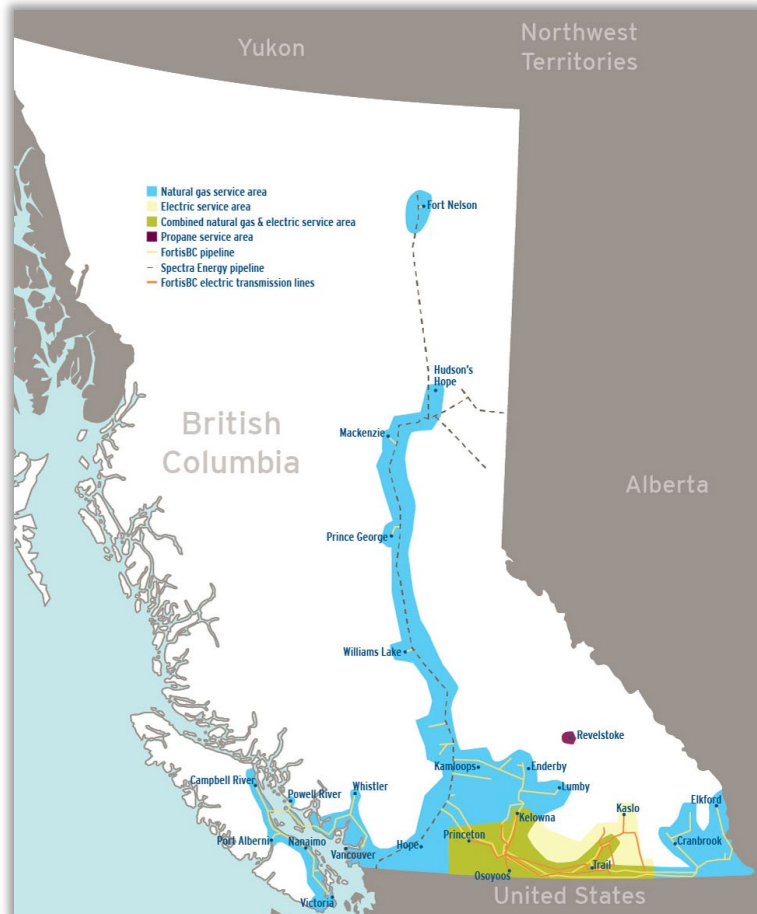 Yukon
Northwest
Territories
Natural gas service area
Electric service area
Combined natural gas & electric service area
Propane service area
FortisBC pipeline
Spectra Energy pipeline
FortisBC electric transmission lines
Fort Nelson
Hudson's
Hope
British
Columbia
Mackenzie
Alberta
Prince George
Williams Lake
Revelstoke
Kamloops
Enderby
Campbell River
Powell River
Whistler
Lumby
Kelowna
Kaslo
Elkford
Port Alberni
Nanaimo
Vancouver
Hope
Princeton
Cranbrook
Trail
Osoyoos
United States
Victoria